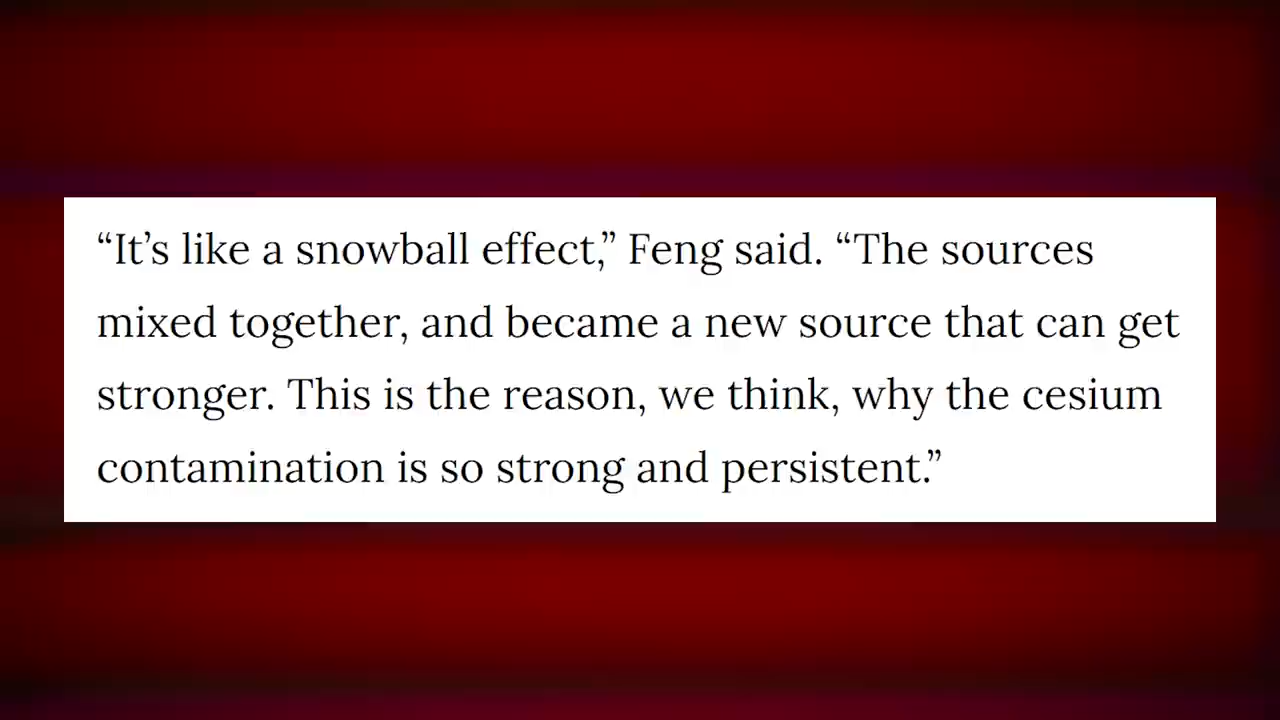 “It’s like a snowball effect,” Feng said. “The sources
mixed together, and became a new source that can get
stronger. This is the reason, we think, why the cesium
contamination is so strong and persistent.”